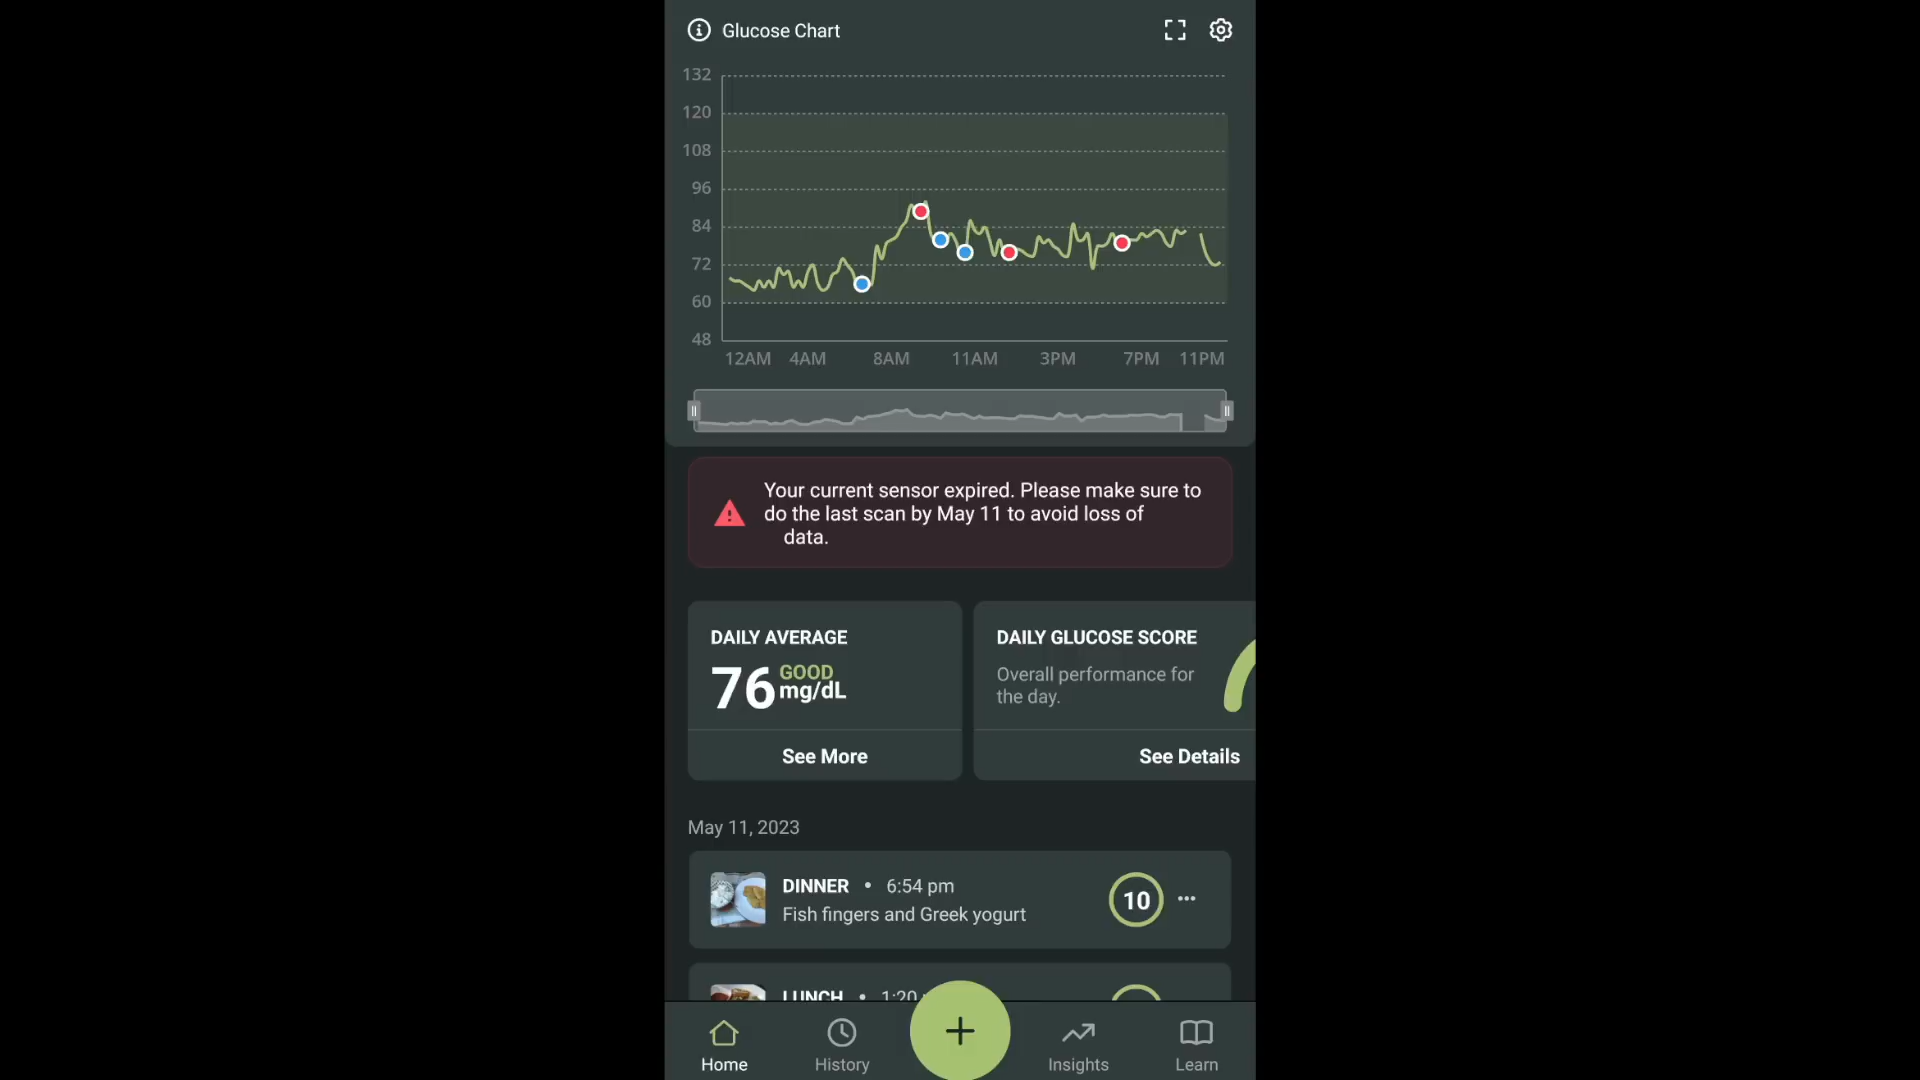 Glucose Chart
132
120
108
96
84
72
60
48
12AM 4AM 8AM 11AM 3PM 7PM 11PM
Your current sensor expired. Please make sure to
do the last scan by May 11 to avoid loss of
data.
DAILY AVERAGE
76 GOOD mg/dL
See More
DAILY GLUCOSE SCORE
Overall performance for
the day.
See Details
May 11, 2023
DINNER • 6:54 pm
Fish fingers and Greek yogurt
10
LUNCH • 1:20
Home
History
Insights
Learn